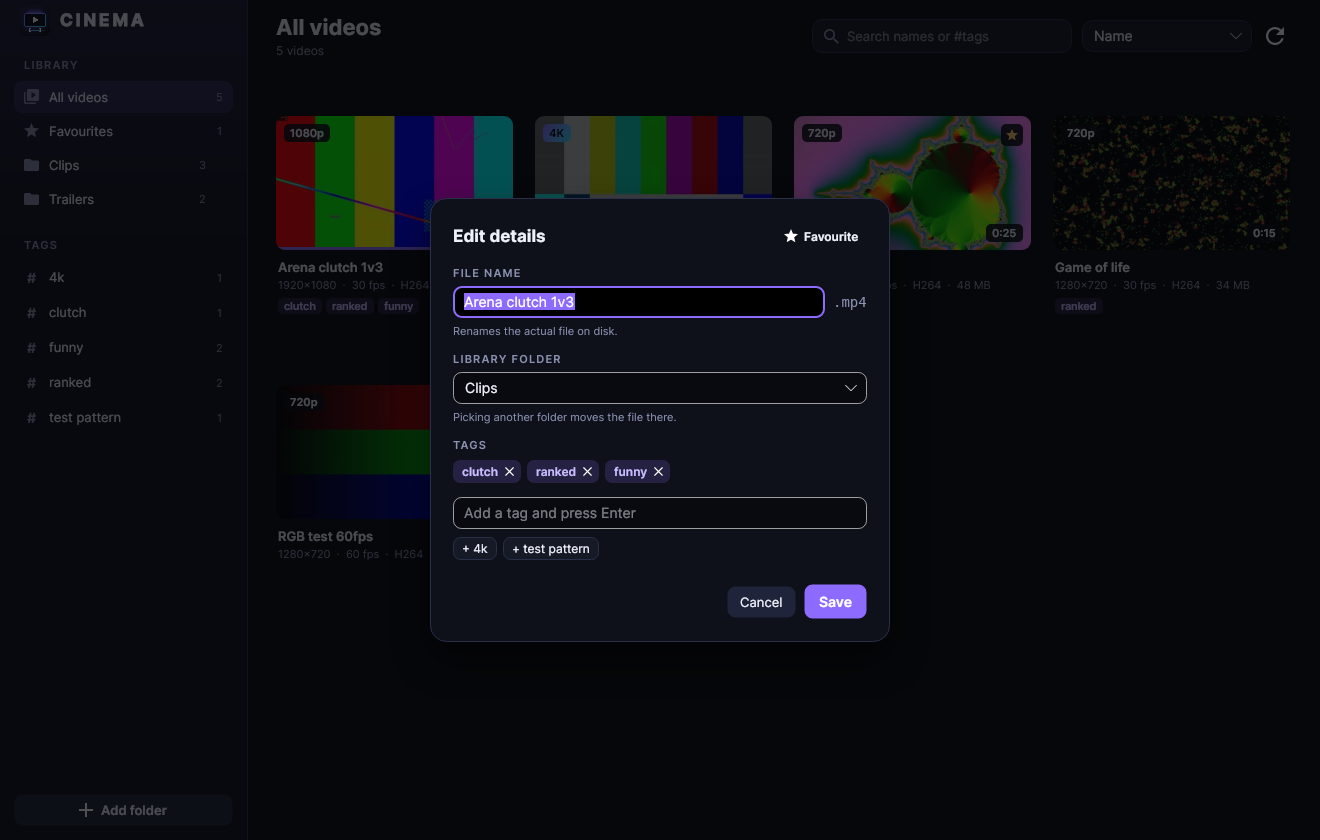 CINEMA
LIBRARY
All videos 5
Favourites 1
Clips 3
Trailers 2
TAGS
# 4k 1
# clutch 1
# funny 2
# ranked 2
# test pattern 1
Add folder
All videos
5 videos
Search names or #tags
Name
1080p
4K
720p
0:25
720p
0:15
Arena clutch 1v3
1920×1080 · 30 fps · H264
clutch ranked funny
H264 · 48 MB
Game of life
1280×720 · 30 fps · H264 · 34 MB
ranked
720p
RGB test 60fps
1280×720 · 60 fps · H264
Edit details
Favourite
FILE NAME
Arena clutch 1v3 .mp4
Renames the actual file on disk.
LIBRARY FOLDER
Clips
Picking another folder moves the file there.
TAGS
clutch ranked funny
Add a tag and press Enter
+ 4k + test pattern
Cancel Save